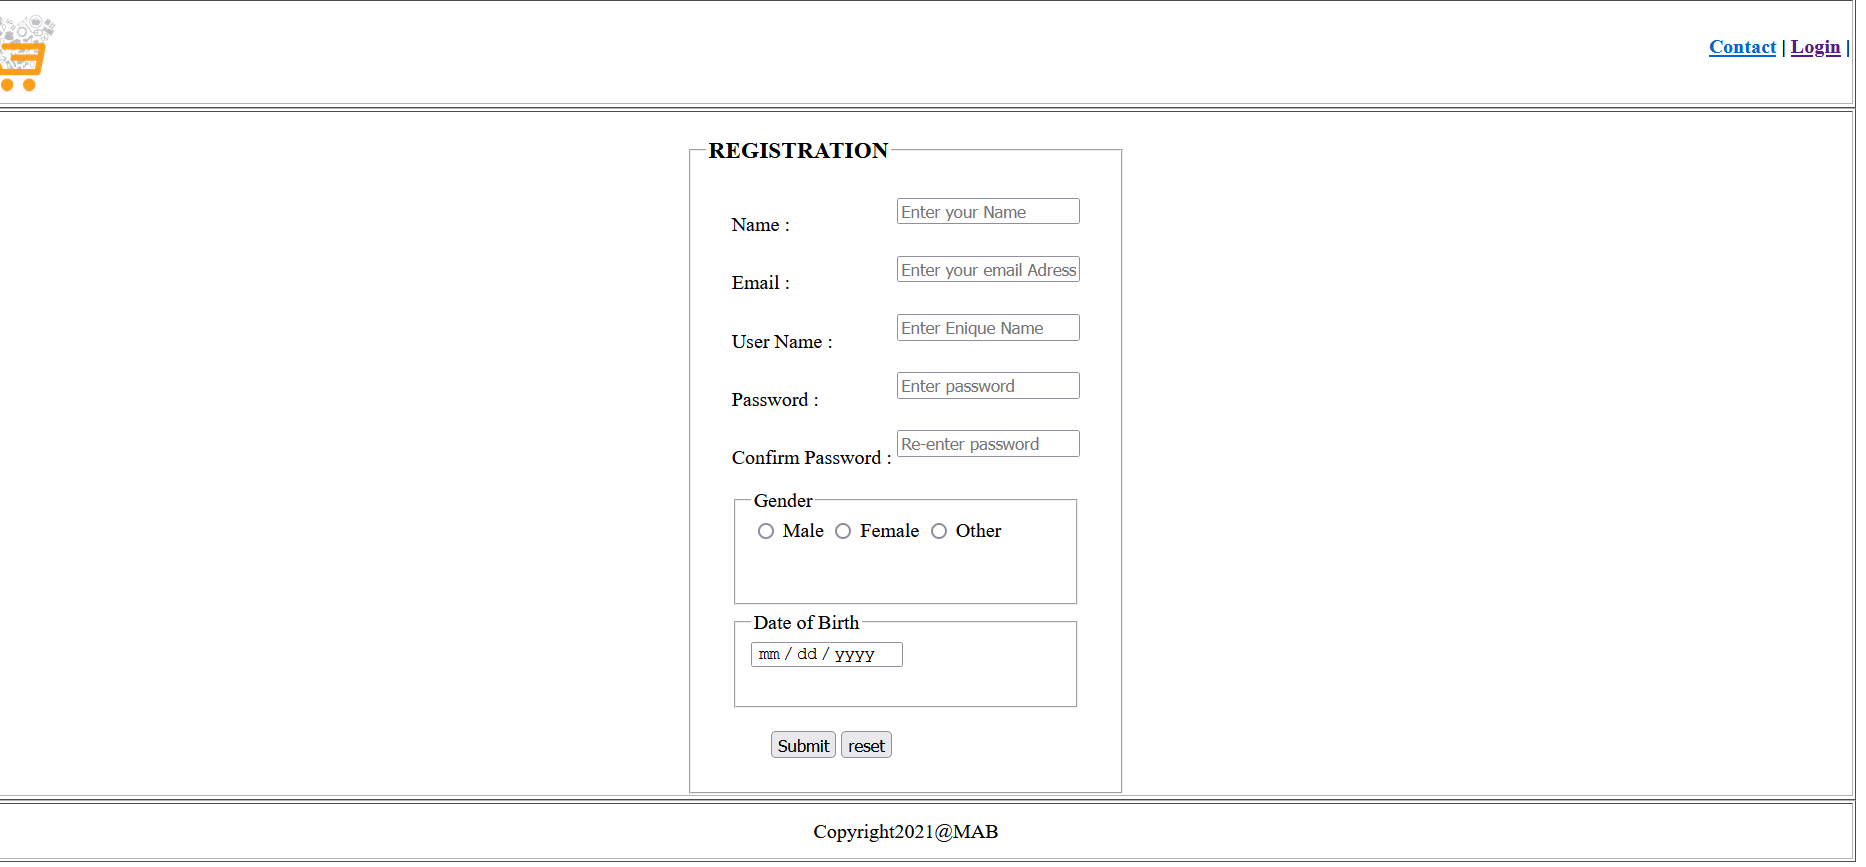 Contact | Login |
REGISTRATION
Name :
Enter your Name
Email :
Enter your email Adress
User Name :
Enter Enique Name
Password :
Enter password
Confirm Password :
Re-enter password
Gender
Male Female Other
Date of Birth
mm / dd / yyyy
Submit reset
Copyright2021@MAB